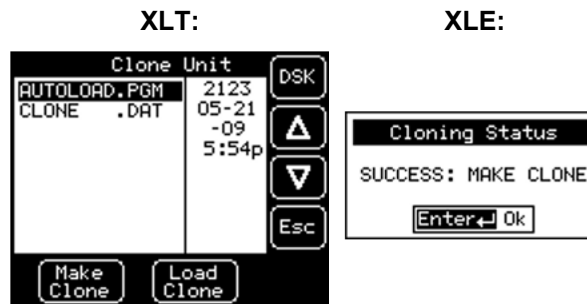 XLT:
XLE:
Clone Unit
AUTOLOAD.PGM
CLONE .DAT
2123
05-21
-09
5:54p
DSK
Esc
Make
Clone
Load
Clone
Cloning Status
SUCCESS: MAKE CLONE
Enter↵ Ok